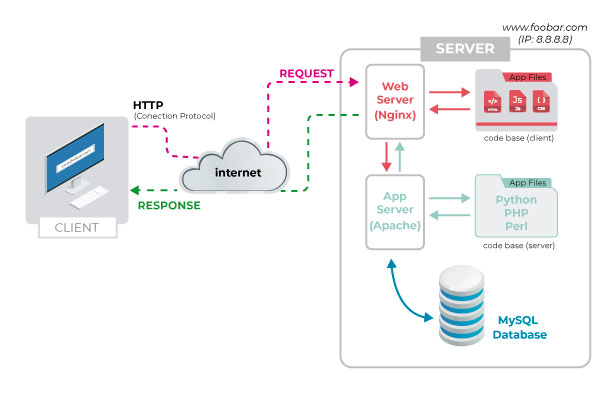 www.foobar.com
(IP: 8.8.8.8)
SERVER
REQUEST
Web
Server
(Nginx)
App Files
HTML
Js
Js
{ }
CSS
code base (client)
HTTP
(Conection Protocol)
internet
RESPONSE
CLIENT
App
Server
(Apache)
App Files
Python
PHP
Perl
code base (server)
MySQL
Database